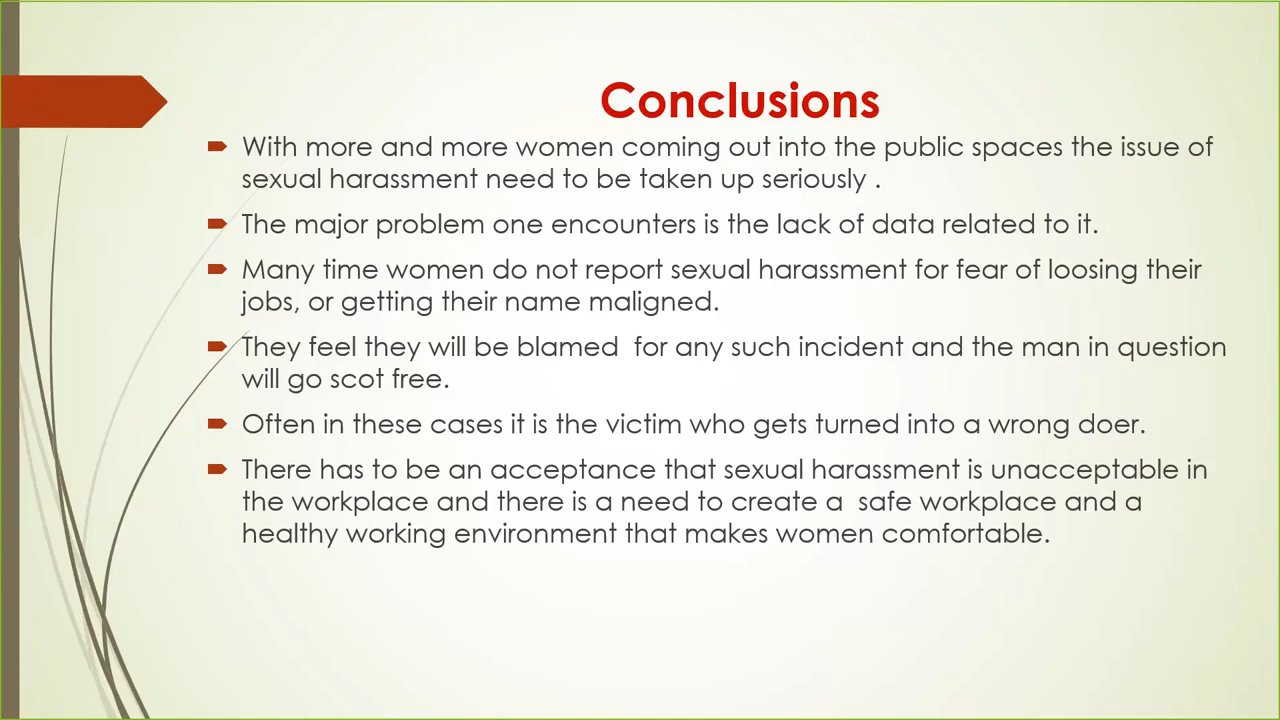 Conclusions
With more and more women coming out into the public spaces the issue of
sexual harassment need to be taken up seriously .
The major problem one encounters is the lack of data related to it.
Many time women do not report sexual harassment for fear of loosing their
jobs, or getting their name maligned.
They feel they will be blamed  for any such incident and the man in question
will go scot free.
Often in these cases it is the victim who gets turned into a wrong doer.
There has to be an acceptance that sexual harassment is unacceptable in
the workplace and there is a need to create a  safe workplace and a
healthy working environment that makes women comfortable.